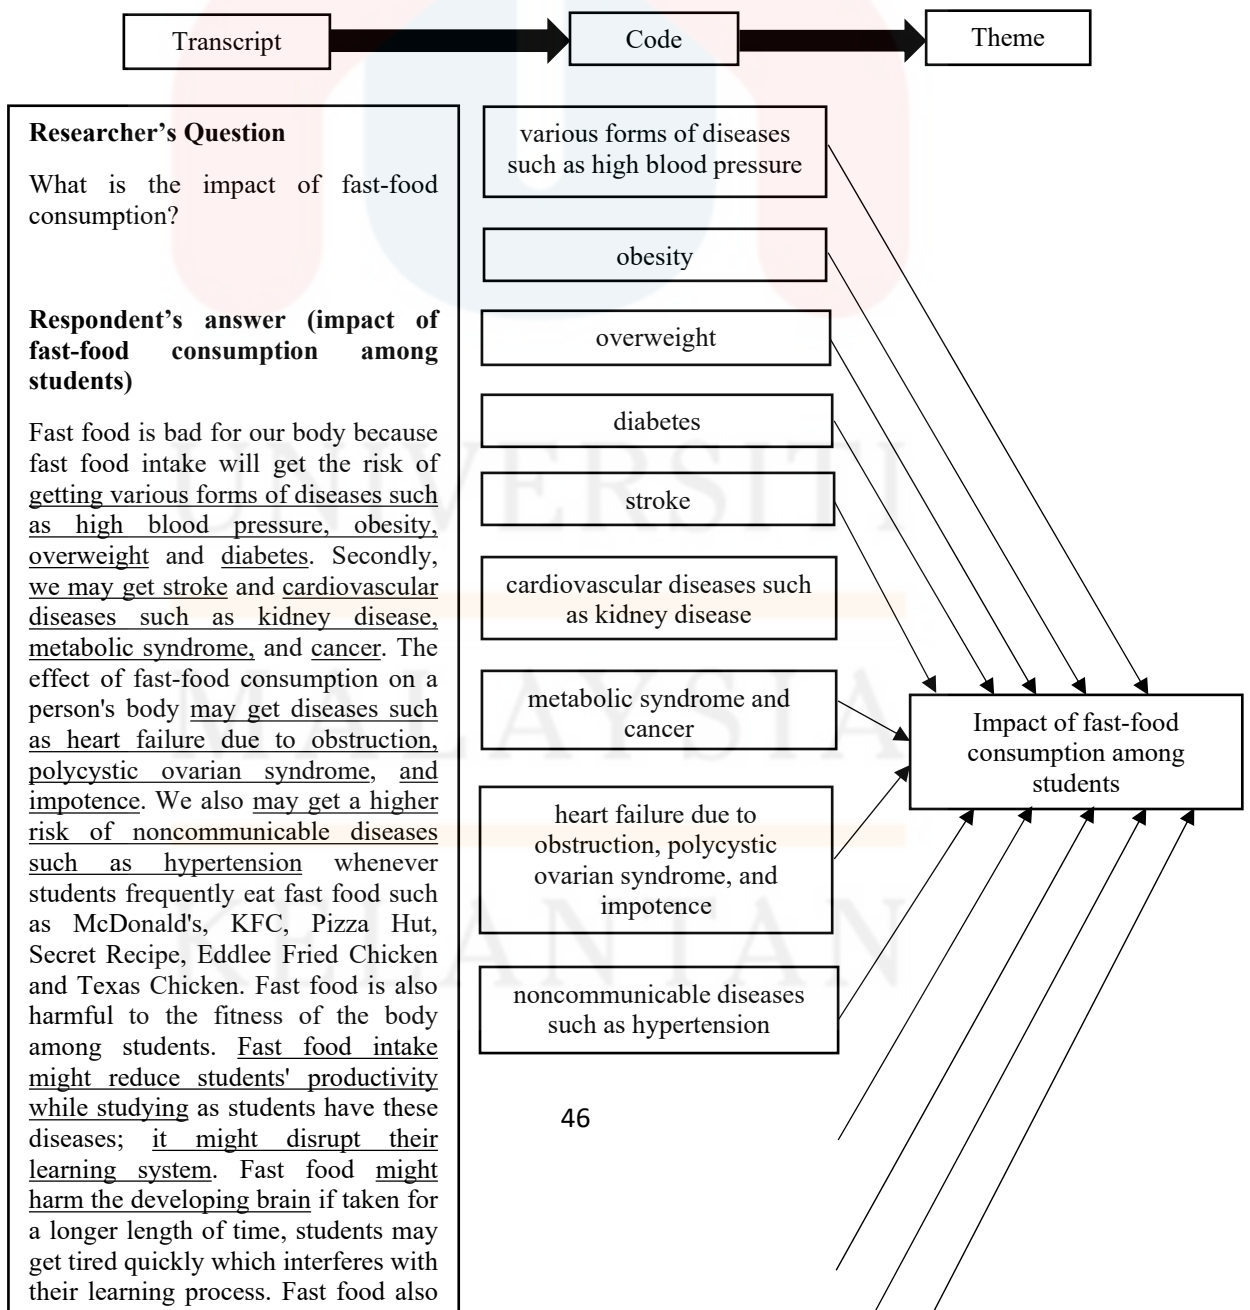 Transcript
Code
Theme
Researcher's Question
What is the impact of fast-food
consumption?
Respondent's answer (impact of
fast-food consumption among
students)
Fast food is bad for our body because
fast food intake will get the risk of
getting various forms of diseases such
as high blood pressure, obesity,
overweight and diabetes. Secondly,
we may get stroke and cardiovascular
diseases such as kidney disease,
metabolic syndrome, and cancer. The
effect of fast-food consumption on a
person's body may get diseases such
as heart failure due to obstruction,
polycystic ovarian syndrome, and
impotence. We also may get a higher
risk of noncommunicable diseases
such as hypertension whenever
students frequently eat fast food such
as McDonald's, KFC, Pizza Hut,
Secret Recipe, Eddlee Fried Chicken
and Texas Chicken. Fast food is also
harmful to the fitness of the body
among students. Fast food intake
might reduce students' productivity
while studying as students have these
diseases; it might disrupt their
learning system. Fast food might
harm the developing brain if taken for
a longer length of time, students may
get tired quickly which interferes with
their learning process. Fast food also
various forms of diseases
such as high blood pressure
obesity
overweight
diabetes
stroke
cardiovascular diseases such
as kidney disease
metabolic syndrome and
cancer
heart failure due to
obstruction, polycystic
ovarian syndrome, and
impotence
noncommunicable diseases
such as hypertension
Impact of fast-food
consumption among
students
46
UNIVERSITI
MALAYSIA
KELANTAN